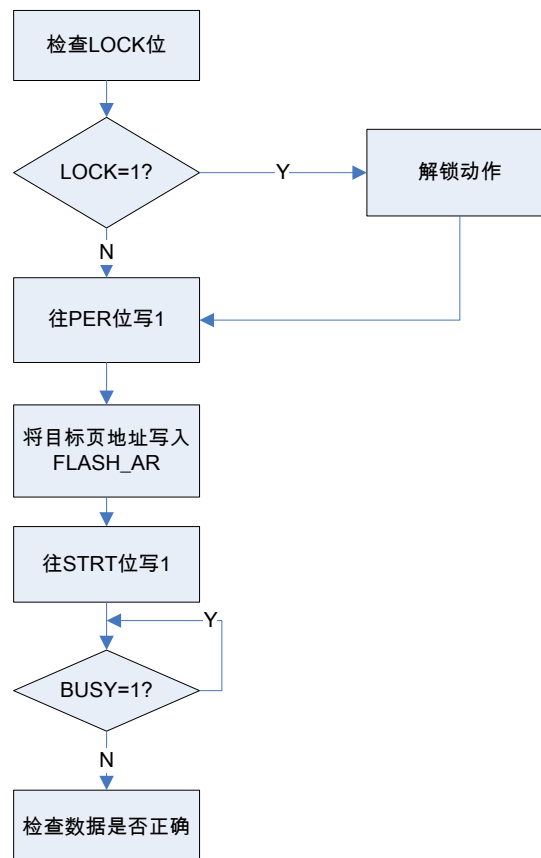 检查LOCK位
LOCK=1?
Y
解锁动作
N
往PER位写1
将目标页地址写入
FLASH_AR
往STRT位写1
Y
BUSY=1?
N
检查数据是否正确